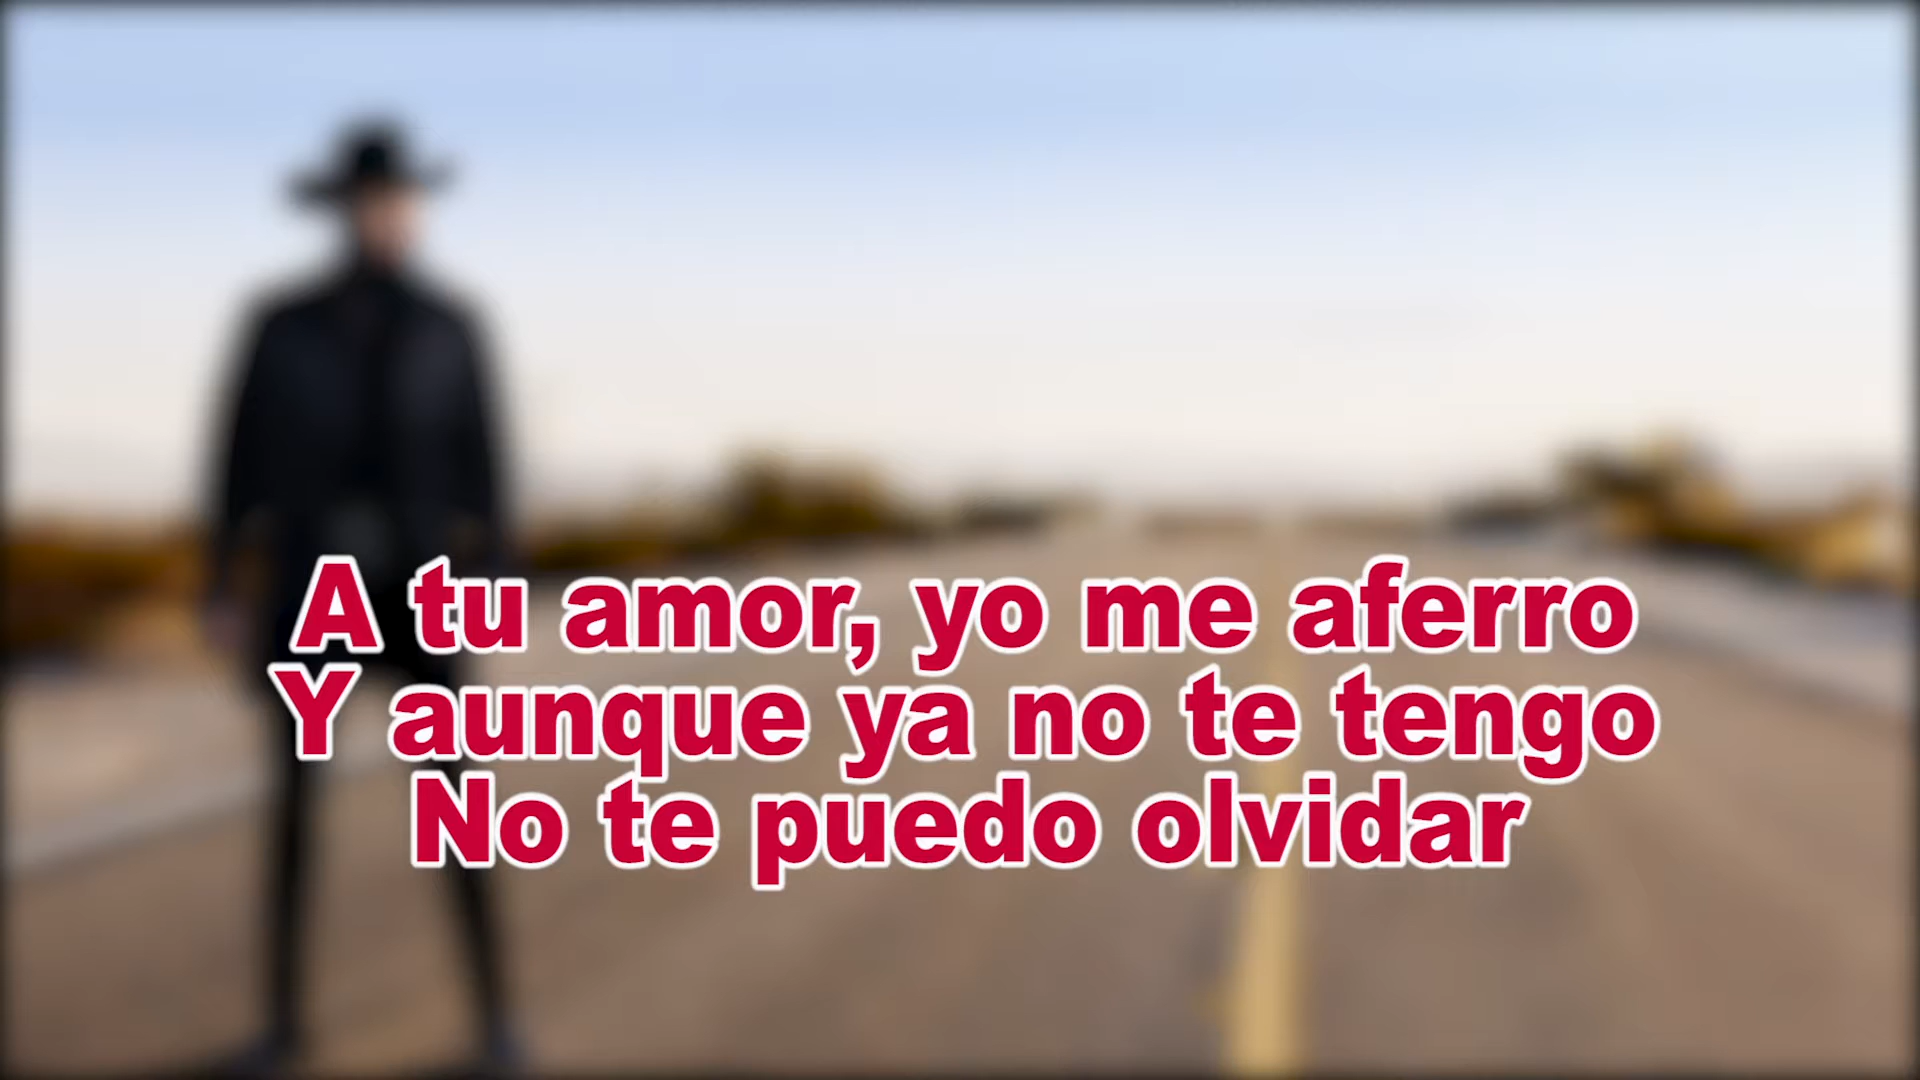 A tu amor, yo me aferro
Y aunque ya no te tengo
No te puedo olvidar